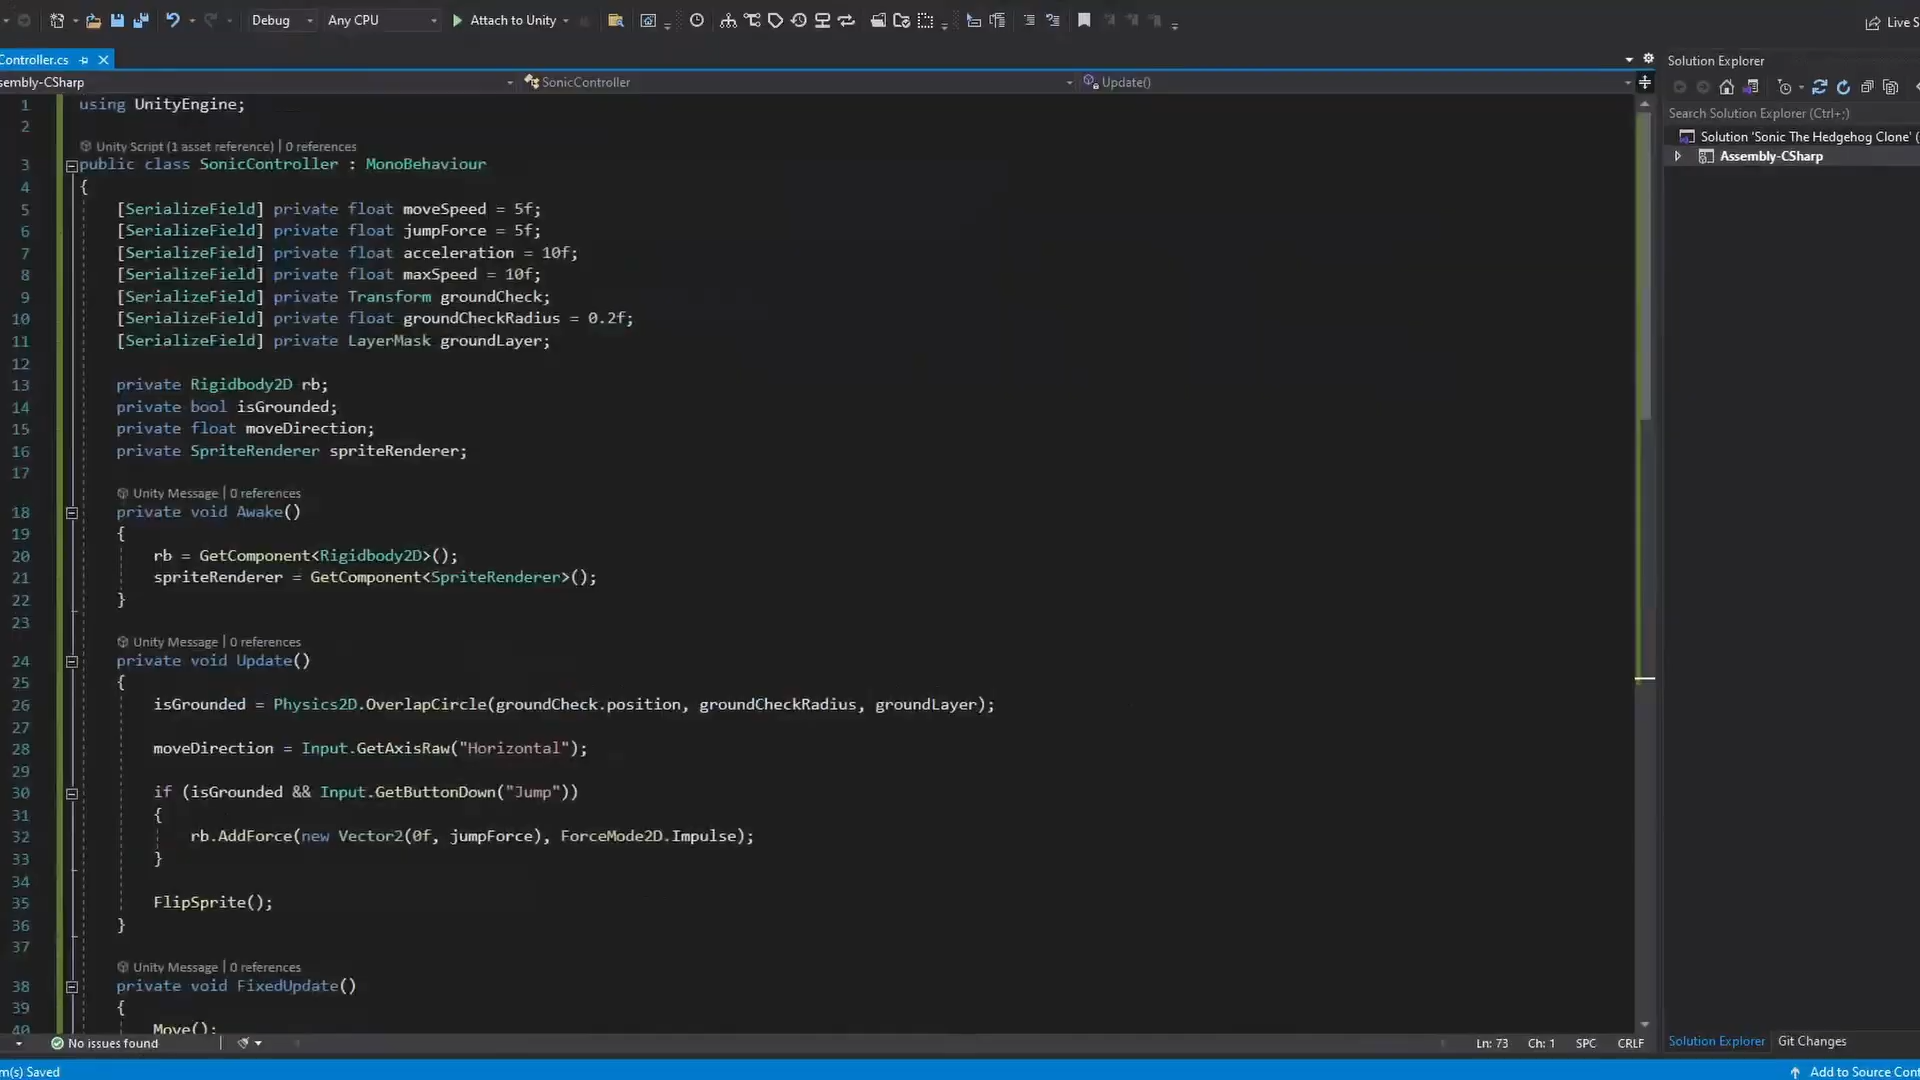 Debug
Any CPU
Attach to Unity
Live S
Controller.cs
sembly-CSharp
SonicController
Update()
1 using UnityEngine;
2
Unity Script (1 asset reference) | 0 references
3 public class SonicController : MonoBehaviour
4 {
5 [SerializeField] private float moveSpeed = 5f;
6 [SerializeField] private float jumpForce = 5f;
7 [SerializeField] private float acceleration = 10f;
8 [SerializeField] private float maxSpeed = 10f;
9 [SerializeField] private Transform groundCheck;
10 [SerializeField] private float groundCheckRadius = 0.2f;
11 [SerializeField] private LayerMask groundLayer;
12
13 private Rigidbody2D rb;
14 private bool isGrounded;
15 private float moveDirection;
16 private SpriteRenderer spriteRenderer;
17
Unity Message | 0 references
18 private void Awake()
19 {
20 rb = GetComponent<Rigidbody2D>();
21 spriteRenderer = GetComponent<SpriteRenderer>();
22 }
23
Unity Message | 0 references
24 private void Update()
25 {
26 isGrounded = Physics2D.OverlapCircle(groundCheck.position, groundCheckRadius, groundLayer);
27
28 moveDirection = Input.GetAxisRaw("Horizontal");
29
30 if (isGrounded && Input.GetButtonDown("Jump"))
31 {
32 rb.AddForce(new Vector2(0f, jumpForce), ForceMode2D.Impulse);
33 }
34
35 FlipSprite();
36 }
37
Unity Message | 0 references
38 private void FixedUpdate()
39 {
40 Move();
No issues found
Ln: 73 Ch: 1 SPC CRLF
Solution Explorer
Search Solution Explorer (Ctrl+;)
Solution 'Sonic The Hedgehog Clone' (
Assembly-CSharp
Solution Explorer Git Changes
m(s) Saved
Add to Source Cont